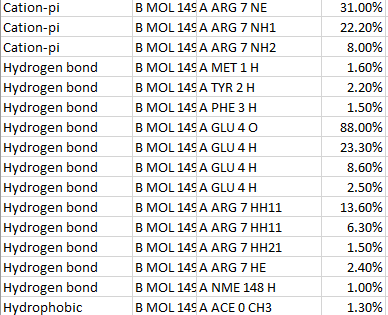 Cation-pi B MOL 149 A ARG 7 NE 31.00%
Cation-pi B MOL 149 A ARG 7 NH1 22.20%
Cation-pi B MOL 149 A ARG 7 NH2 8.00%
Hydrogen bond B MOL 149 A MET 1 H 1.60%
Hydrogen bond B MOL 149 A TYR 2 H 2.20%
Hydrogen bond B MOL 149 A PHE 3 H 1.50%
Hydrogen bond B MOL 149 A GLU 4 O 88.00%
Hydrogen bond B MOL 149 A GLU 4 H 23.30%
Hydrogen bond B MOL 149 A GLU 4 H 8.60%
Hydrogen bond B MOL 149 A GLU 4 H 2.50%
Hydrogen bond B MOL 149 A ARG 7 HH11 13.60%
Hydrogen bond B MOL 149 A ARG 7 HH11 6.30%
Hydrogen bond B MOL 149 A ARG 7 HH21 1.50%
Hydrogen bond B MOL 149 A ARG 7 HE 2.40%
Hydrogen bond B MOL 149 A NME 148 H 1.00%
Hydrophobic B MOL 149 A ACE 0 CH3 1.30%